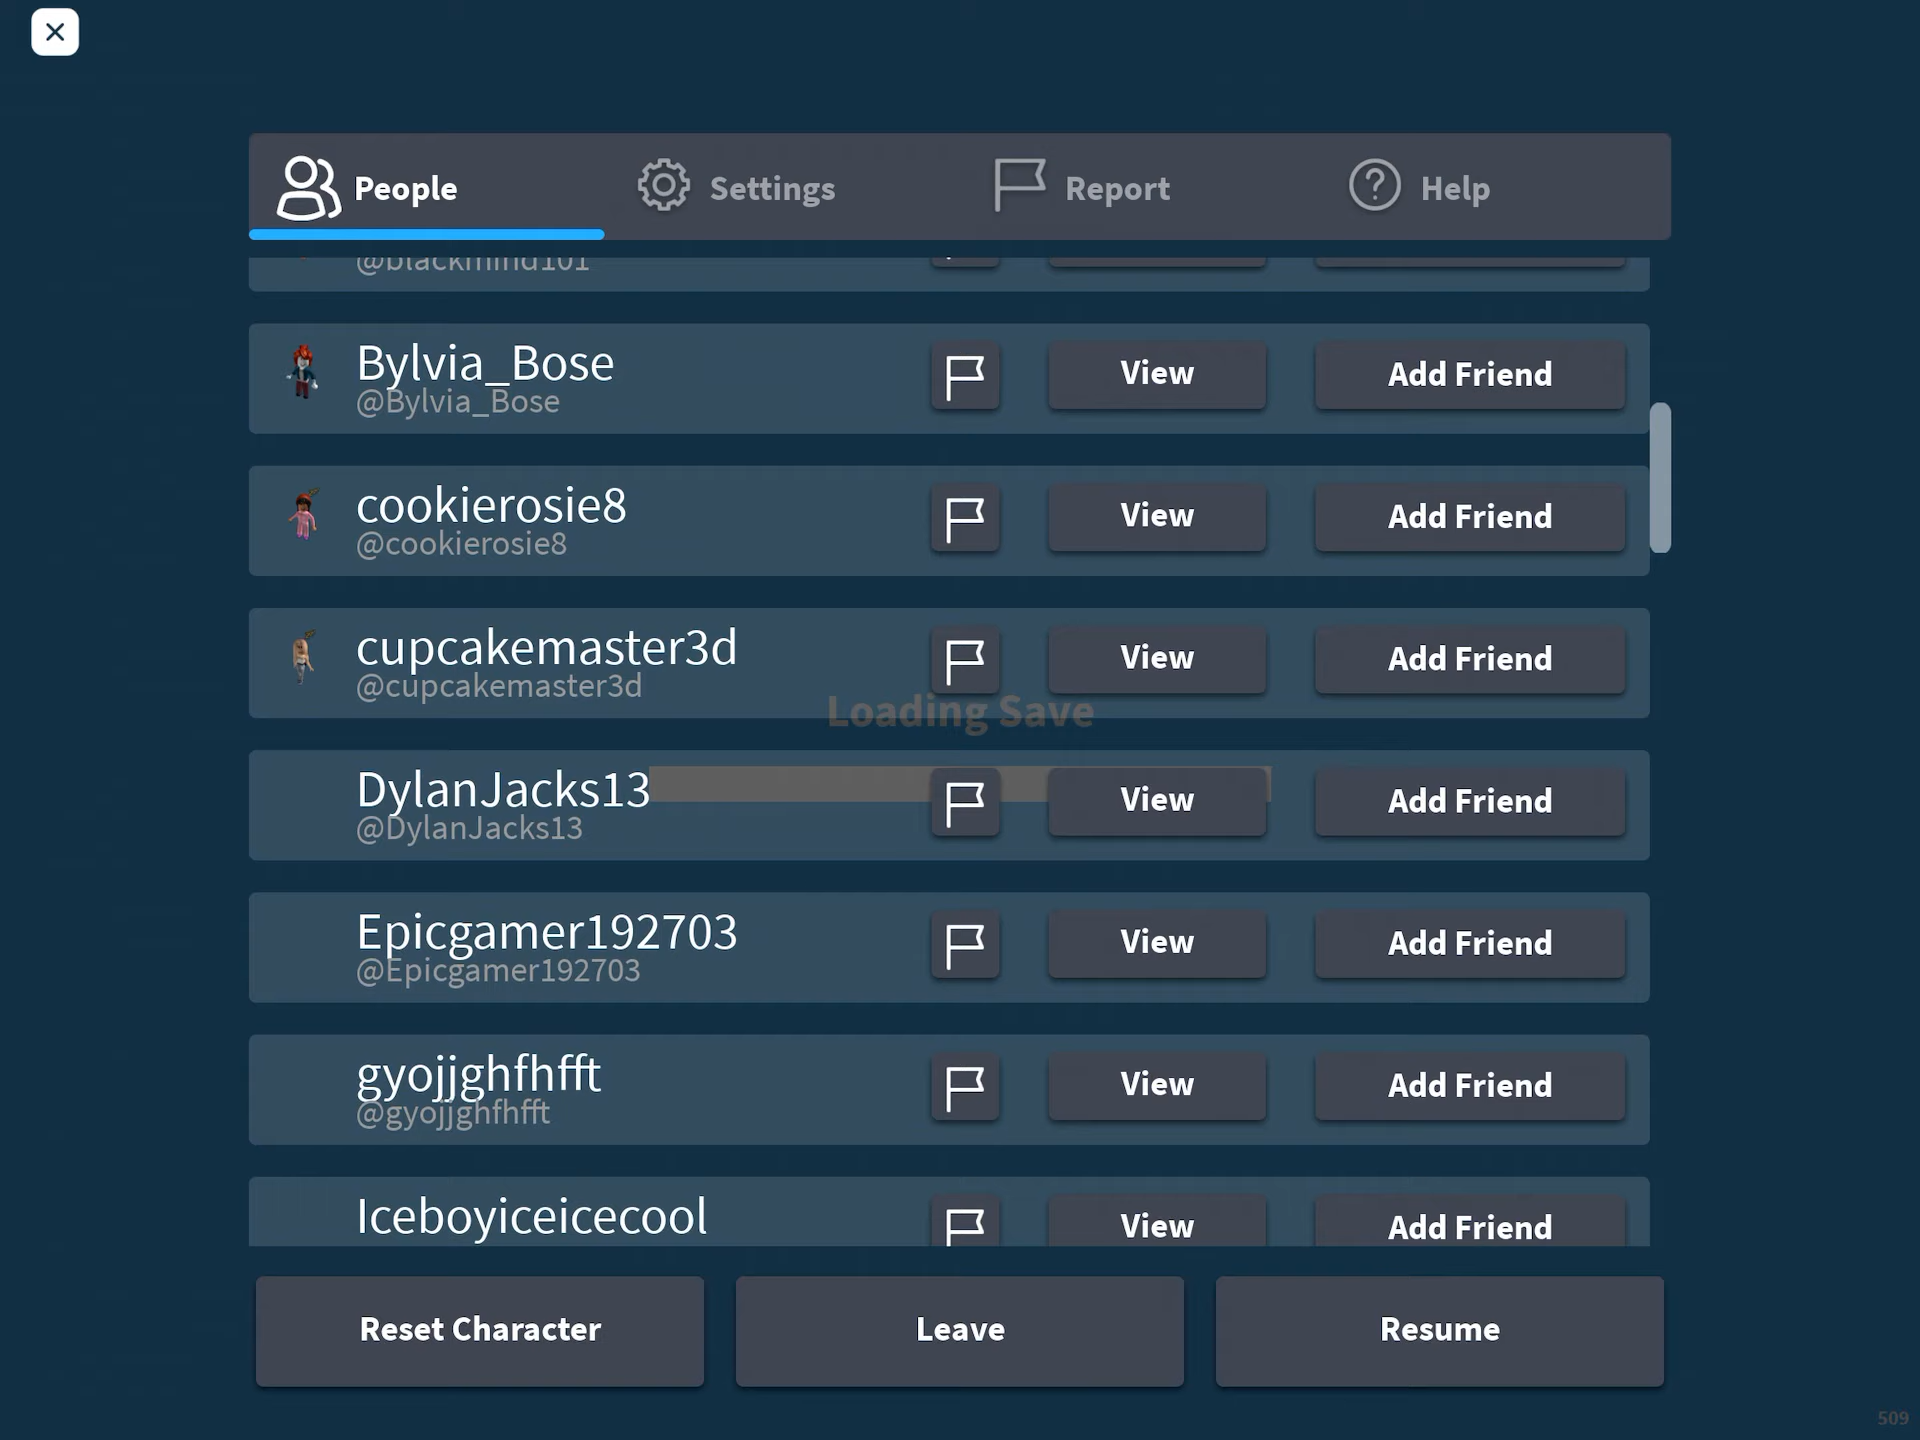 People Settings Report Help
@blackmind101
Bylvia_Bose
@Bylvia_Bose
View Add Friend
cookierosie8
@cookierosie8
View Add Friend
cupcakemaster3d
@cupcakemaster3d
View Add Friend
Loading Save
DylanJacks13
@DylanJacks13
View Add Friend
Epicgamer192703
@Epicgamer192703
View Add Friend
gyojjghfhfft
@gyojjghfhfft
View Add Friend
Iceboyiceicecool
View Add Friend
Reset Character Leave Resume
509